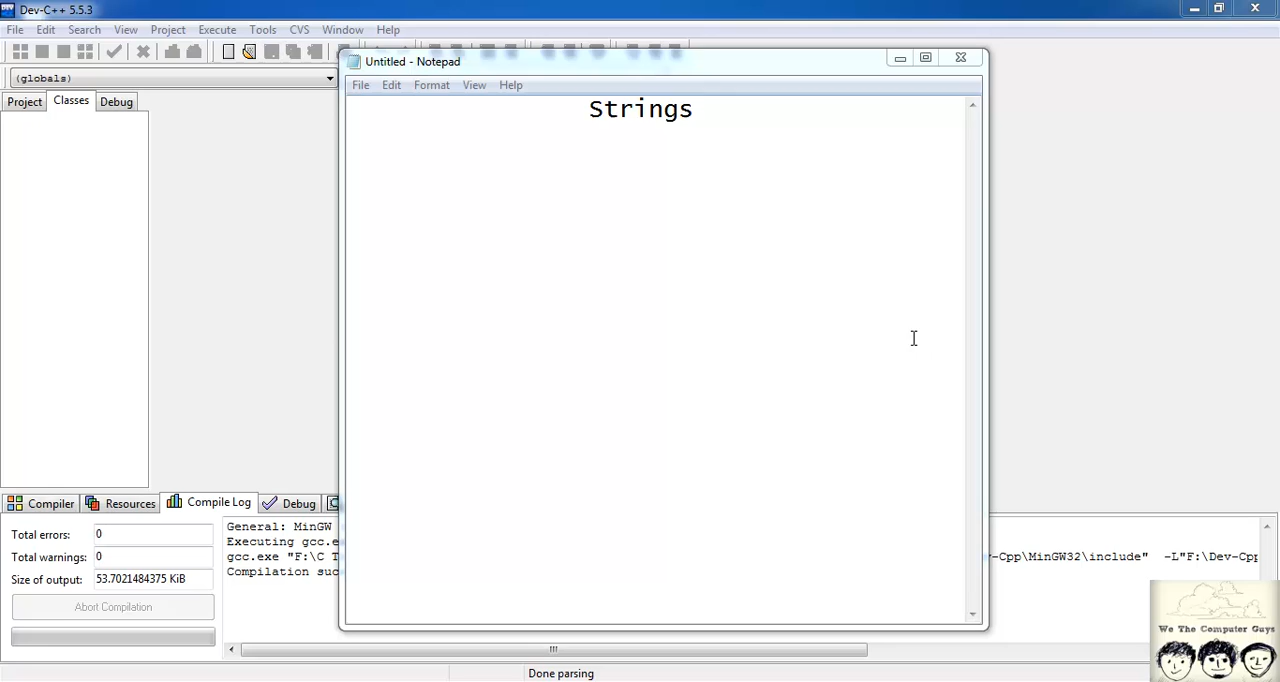 Dev-C++ 5.5.3
File Edit Search View Project Execute Tools CVS Window Help
(globals)
Project Classes Debug
Untitled - Notepad
File Edit Format View Help
Strings
Compiler Resources Compile Log Debug
Total errors: 0
Total warnings: 0
Size of output: 53.7021484375 KiB
Abort Compilation
General: MinGW
Executing gcc.e
gcc.exe "F:\C T
v-Cpp\MinGW32\include" -L"F:\Dev-Cpp
Compilation suc
Done parsing
We The Computer Guys